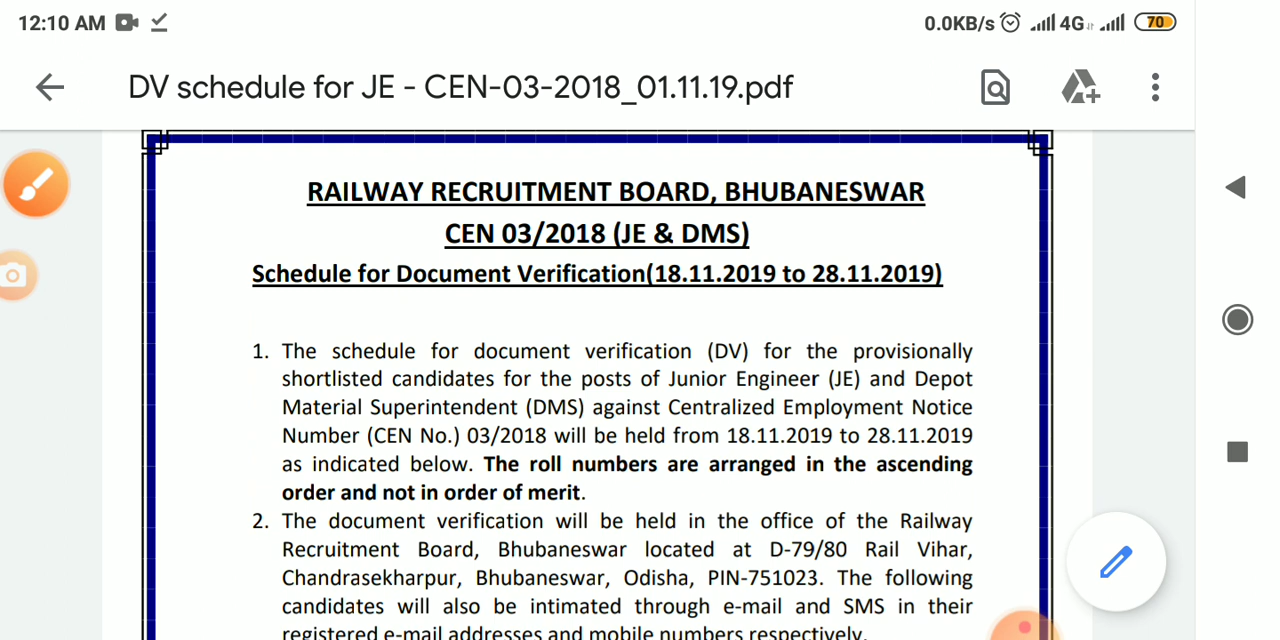 12:10 AM
0.0KB/s 4G 70
DV schedule for JE - CEN-03-2018_01.11.19.pdf
RAILWAY RECRUITMENT BOARD, BHUBANESWAR
CEN 03/2018 (JE & DMS)
Schedule for Document Verification(18.11.2019 to 28.11.2019)
1. The schedule for document verification (DV) for the provisionally
shortlisted candidates for the posts of Junior Engineer (JE) and Depot
Material Superintendent (DMS) against Centralized Employment Notice
Number (CEN No.) 03/2018 will be held from 18.11.2019 to 28.11.2019
as indicated below. The roll numbers are arranged in the ascending
order and not in order of merit.
2. The document verification will be held in the office of the Railway
Recruitment Board, Bhubaneswar located at D-79/80 Rail Vihar,
Chandrasekharpur, Bhubaneswar, Odisha, PIN-751023. The following
candidates will also be intimated through e-mail and SMS in their
registered e-mail addresses and mobile numbers respectively.